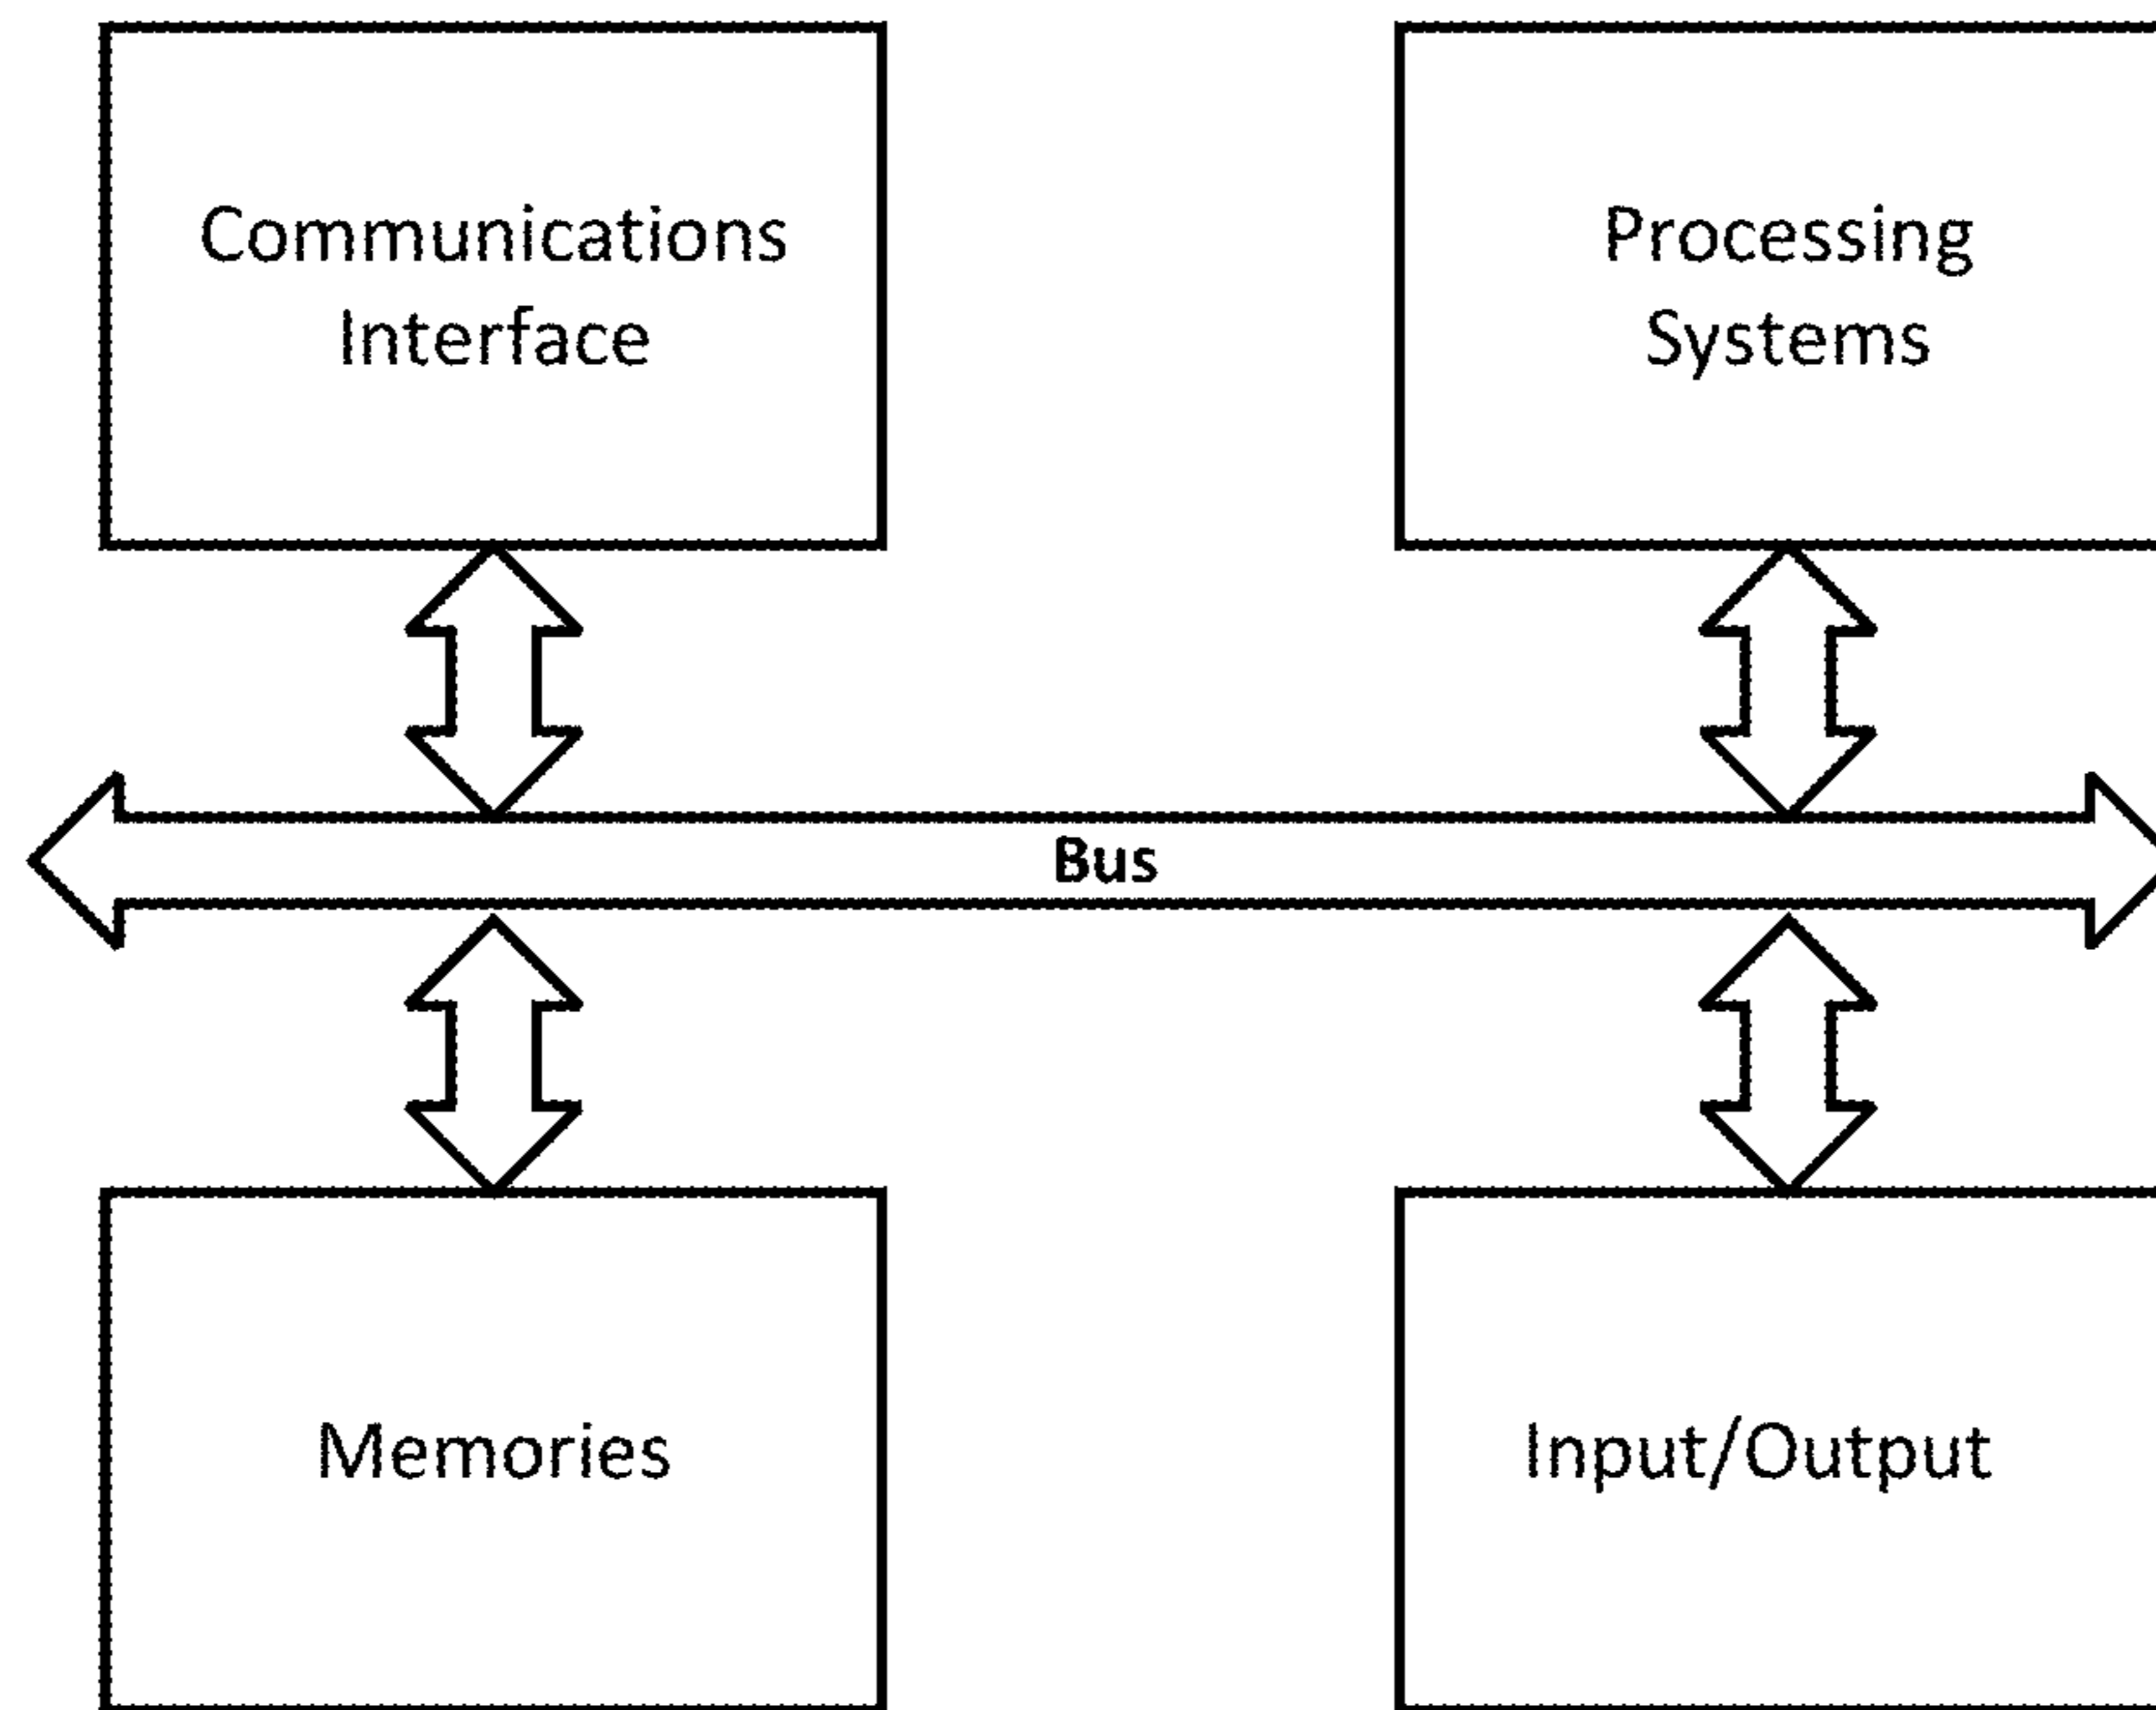 Communications
Interface
Processing
Systems
Bus
Memories
Input/Output